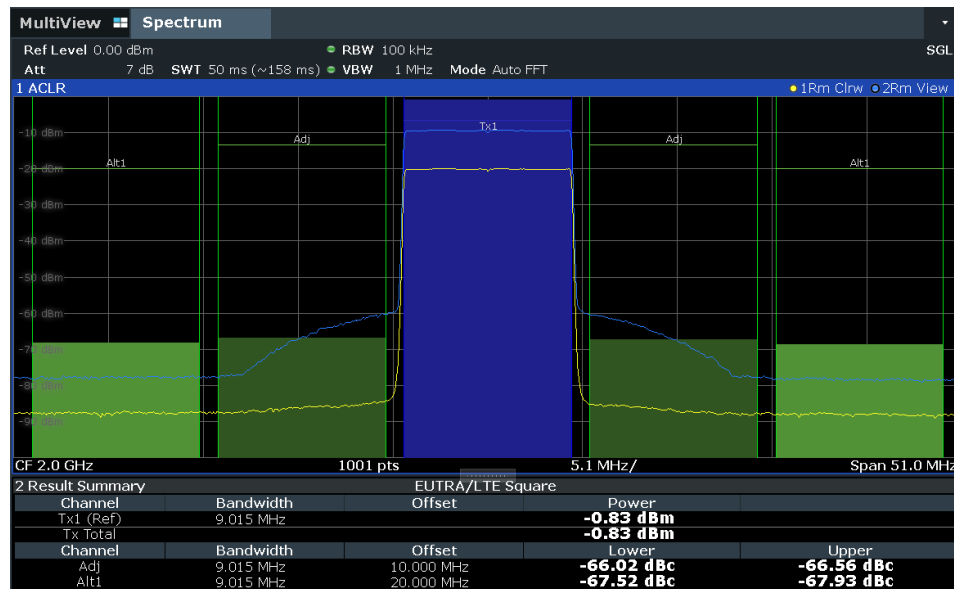 MultiView Spectrum
Ref Level 0.00 dBm RBW 100 kHz SGL
Att 7 dB SWT 50 ms (~158 ms) VBW 1 MHz Mode Auto FFT
1 ACLR 1Rm Clrw 2Rm View
Tx1
-10 dBm
Adj Adj
Alt1 Alt1
-20 dBm
-30 dBm
-40 dBm
-50 dBm
-60 dBm
-70 dBm
-80 dBm
-90 dBm
CF 2.0 GHz 1001 pts 5.1 MHz/ Span 51.0 MHz
2 Result Summary EUTRA/LTE Square
Channel Bandwidth Offset Power
Tx1 (Ref) 9.015 MHz -0.83 dBm
Tx Total -0.83 dBm
Channel Bandwidth Offset Lower Upper
Adj 9.015 MHz 10.000 MHz -66.02 dBc -66.56 dBc
Alt1 9.015 MHz 20.000 MHz -67.52 dBc -67.93 dBc